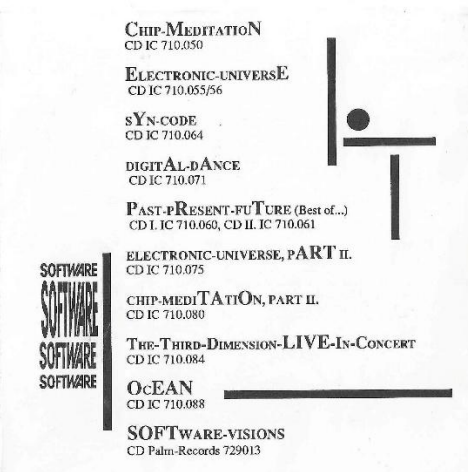 CHIP-MEDITATIoN
CD IC 710.050
ELECTRONIC-UNIVERSE
CD IC 710.055/56
sYN-CODE
CD IC 710.064
DIGITAL-DANCE
CD IC 710.071
PAST-PRESENT-FUTURE (Best of...)
CD I. IC 710.060, CD II. IC 710.061
ELECTRONIC-UNIVERSE, PART II.
CD IC 710.075
CHIP-MEDITATIOn, PART II.
CD IC 710.080
THE-THIRD-DIMENSION-LIVE-IN-CONCERT
CD IC 710.084
OcEAN
CD IC 710.088
SOFTWARE-VISIONS
CD Palm-Records 729013
SOFTWARE
SOFTWARE
SOFTWARE
SOFTWARE